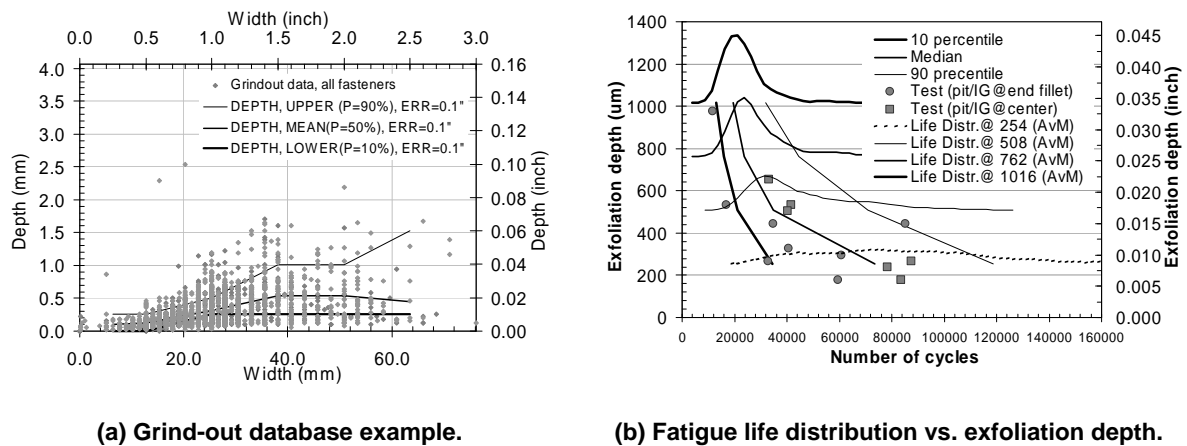 Width (inch)
0.0 0.5 1.0 1.5 2.0 2.5 3.0
4.0
3.5
3.0
2.5
2.0
1.5
1.0
0.5
0.0
Depth (mm)
Grindout data, all fasteners
DEPTH, UPPER (P=90%), ERR=0.1"
DEPTH, MEAN(P=50%), ERR=0.1"
DEPTH, LOWER(P=10%), ERR=0.1"
0.16
0.14
0.12
0.10
0.08
0.06
0.04
0.02
0.00
Depth (inch)
0.0 20.0 40.0 60.0
Width (mm)
(a) Grind-out database example.
1400
1200
1000
800
600
400
200
0
Exfoliation depth (um)
10 percentile
Median
90 precentile
Test (pit/IG@end fillet)
Test (pit/IG@center)
Life Distr.@ 254 (AvM)
Life Distr.@ 508 (AvM)
Life Distr.@ 762 (AvM)
Life Distr.@ 1016 (AvM)
0.045
0.040
0.035
0.030
0.025
0.020
0.015
0.010
0.005
0.000
Exfoliation depth (inch)
0 20000 40000 60000 80000 100000 120000 140000 160000
Number of cycles
(b) Fatigue life distribution vs. exfoliation depth.